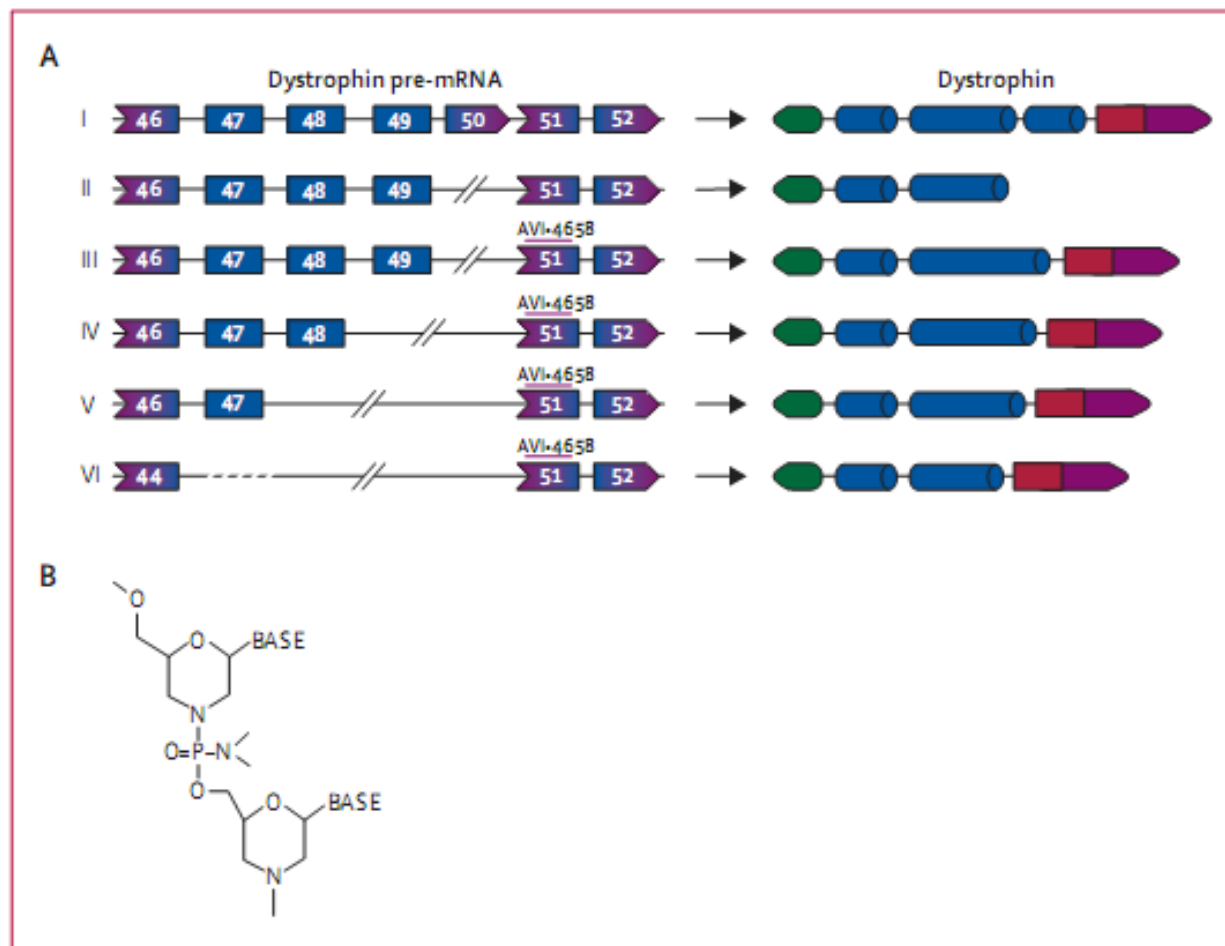 A
Dystrophin pre-mRNA Dystrophin
I 46 47 48 49 50 51 52
II 46 47 48 49 51 52
AVI•4658
III 46 47 48 49 51 52
AVI•4658
IV 46 47 48 51 52
AVI•4658
V 46 47 51 52
AVI•4658
VI 44 51 52
B
O
O BASE
N
O=P–N
O O BASE
N